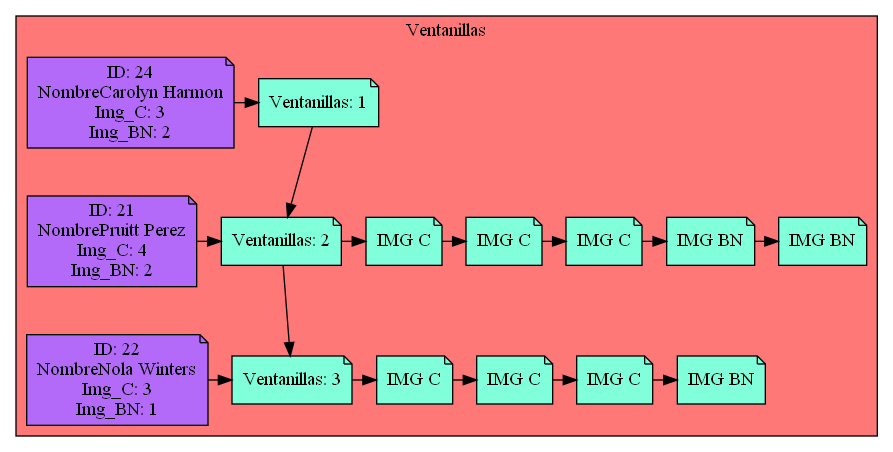 Ventanillas
ID: 24
NombreCarolyn Harmon
Img_C: 3
Img_BN: 2
Ventanillas: 1
ID: 21
NombrePruitt Perez
Img_C: 4
Img_BN: 2
Ventanillas: 2
IMG C
IMG C
IMG C
IMG BN
IMG BN
ID: 22
NombreNola Winters
Img_C: 3
Img_BN: 1
Ventanillas: 3
IMG C
IMG C
IMG C
IMG BN